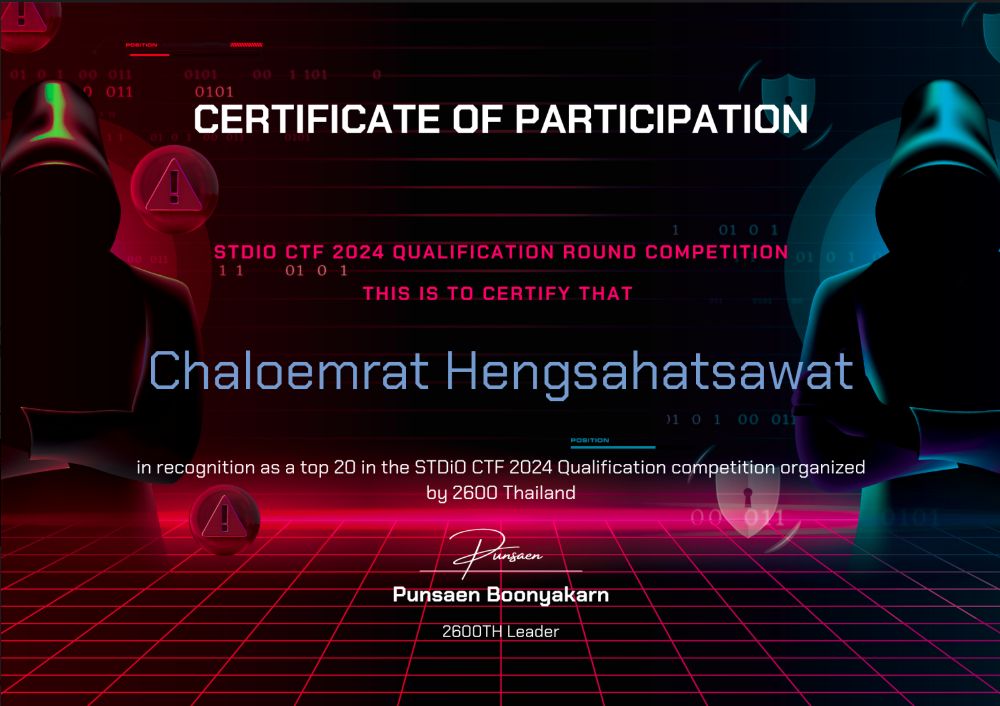 POSITION
01 0 1 00 011
0101 00 1 101 0
0 011
0101
CERTIFICATE OF PARTICIPATION
1 01 0 1
STDIO CTF 2024 QUALIFICATION ROUND COMPETITION
01 0 1
1 1 01 0 1
THIS IS TO CERTIFY THAT
Chaloemrat Hengsahatsawat
01 0 1 00 011
POSITION
in recognition as a top 20 in the STDiO CTF 2024 Qualification competition organized
by 2600 Thailand
00 011
0101
Punsaen
Punsaen Boonyakarn
2600TH Leader